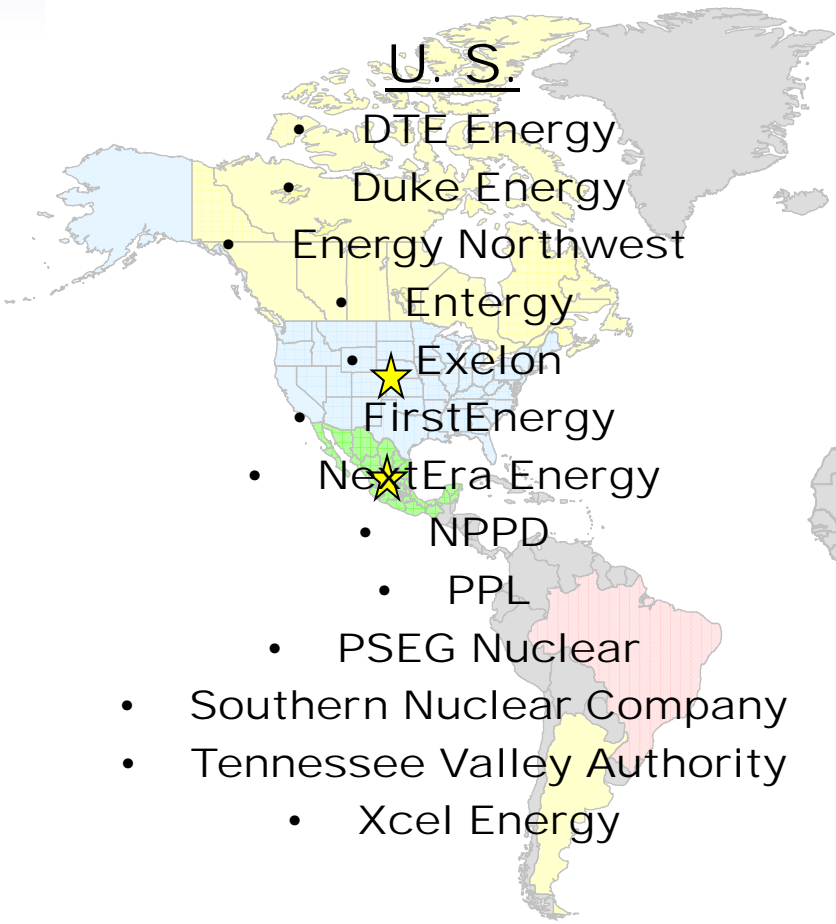 U. S.
• DTE Energy
• Duke Energy
• Energy Northwest
• Entergy
• Exelon
• FirstEnergy
• NextEra Energy
• NPPD
• PPL
• PSEG Nuclear
• Southern Nuclear Company
• Tennessee Valley Authority
• Xcel Energy